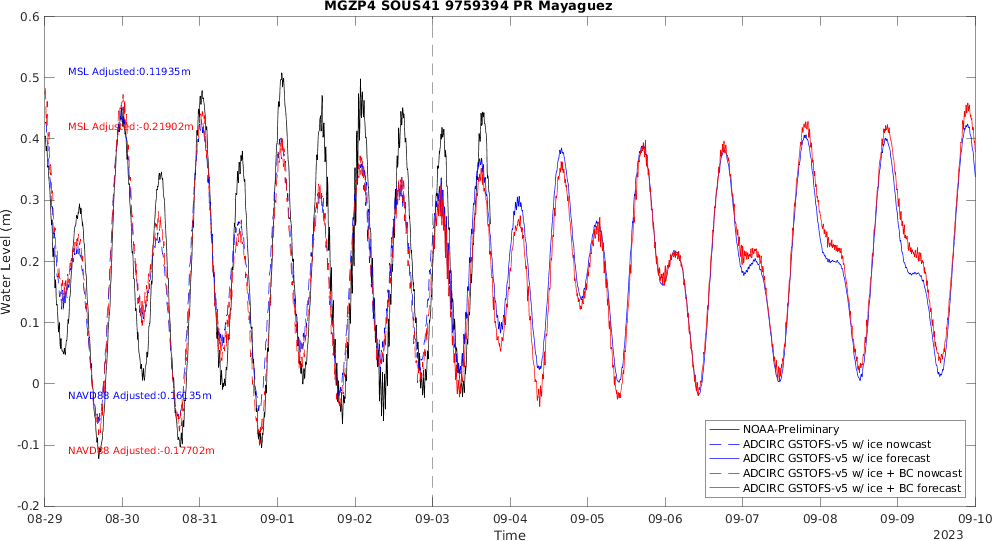 MGZP4 SOUS41 9759394 PR Mayaguez
0.6
0.5
0.4
0.3
0.2
0.1
0
-0.1
-0.2
Water Level (m)
MSL Adjusted:0.11935m
MSL Adjusted:-0.21902m
NAVD88 Adjusted:0.16135m
NAVD88 Adjusted:-0.17702m
NOAA-Preliminary
ADCIRC GSTOFS-v5 w/ ice nowcast
ADCIRC GSTOFS-v5 w/ ice forecast
ADCIRC GSTOFS-v5 w/ ice + BC nowcast
ADCIRC GSTOFS-v5 w/ ice + BC forecast
08-29 08-30 08-31 09-01 09-02 09-03 09-04 09-05 09-06 09-07 09-08 09-09 09-10
Time
2023